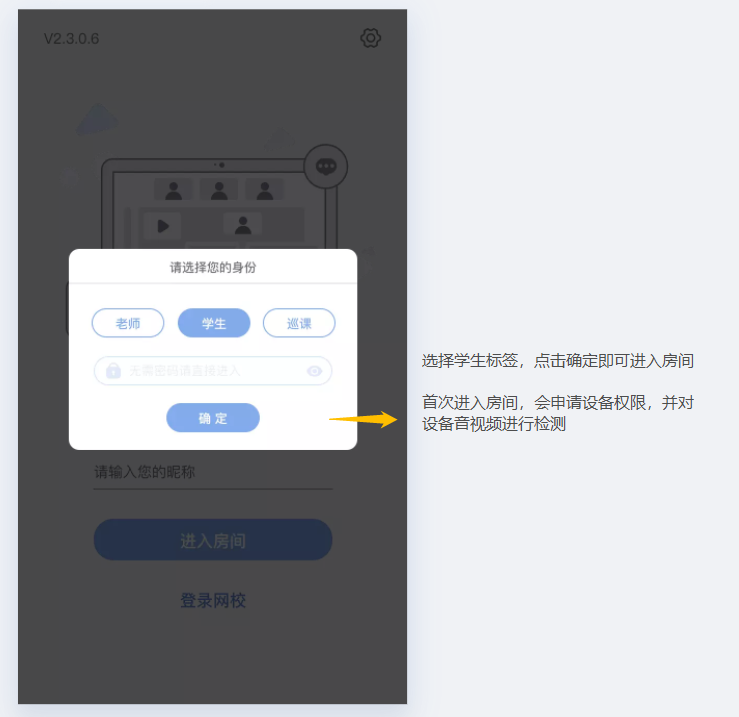 V2.3.0.6
请选择您的身份
老师
学生
巡课
无需密码请直接进入
确 定
请输入您的昵称
进入房间
登录网校
选择学生标签，点击确定即可进入房间
首次进入房间，会申请设备权限，并对
设备音视频进行检测